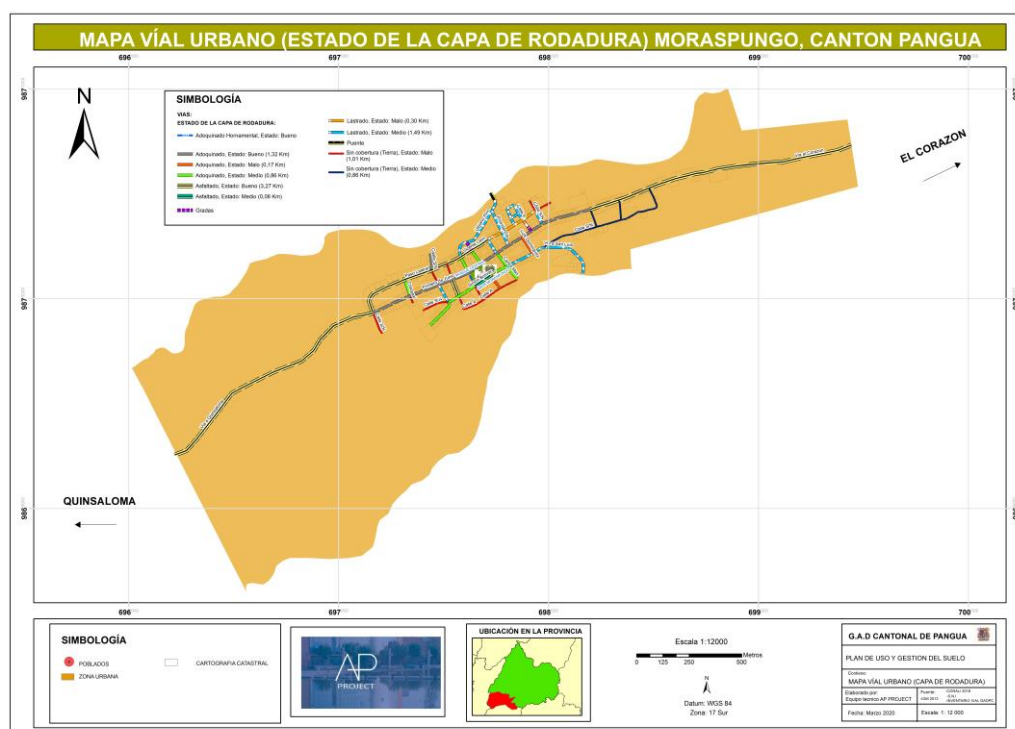 MAPA VÍAL URBANO (ESTADO DE LA CAPA DE RODADURA) MORASPUNGO, CANTON PANGUA
696
697
698
699
700
987
987
N
SIMBOLOGÍA
VIAS:
ESTADO DE LA CAPA DE RODADURA:
Adoquinado Hornamental, Estado: Bueno
Adoquinado, Estado: Bueno (1,32 Km)
Adoquinado, Estado: Malo (0,17 Km)
Adoquinado, Estado: Medio (0,86 Km)
Asfaltado, Estado: Bueno (3,27 Km)
Asfaltado, Estado: Medio (0,08 Km)
Gradas
Lastrado, Estado: Malo (0,30 Km)
Lastrado, Estado: Medio (1,49 Km)
Puente
Sin cobertura (Tierra), Estado: Malo (1,01 Km)
Sin cobertura (Tierra), Estado: Medio (0,86 Km)
EL CORAZON
987
987
QUINSALOMA
986
696
697
698
699
700
SIMBOLOGÍA
POBLADOS
ZONA URBANA
CARTOGRAFIA CATASTRAL
AP
PROJECT
UBICACIÓN EN LA PROVINCIA
Escala 1:12000
Metros
0 125 250 500
N
Datum: WGS 84
Zona: 17 Sur
G.A.D CANTONAL DE PANGUA
PLAN DE USO Y GESTION DEL SUELO
Contiene:
MAPA VÍAL URBANO (CAPA DE RODADURA)
Elaborado por:
Equipo tecnico AP PROJECT
Fuente:
Fecha: Marzo 2020
Escala: 1: 12 000